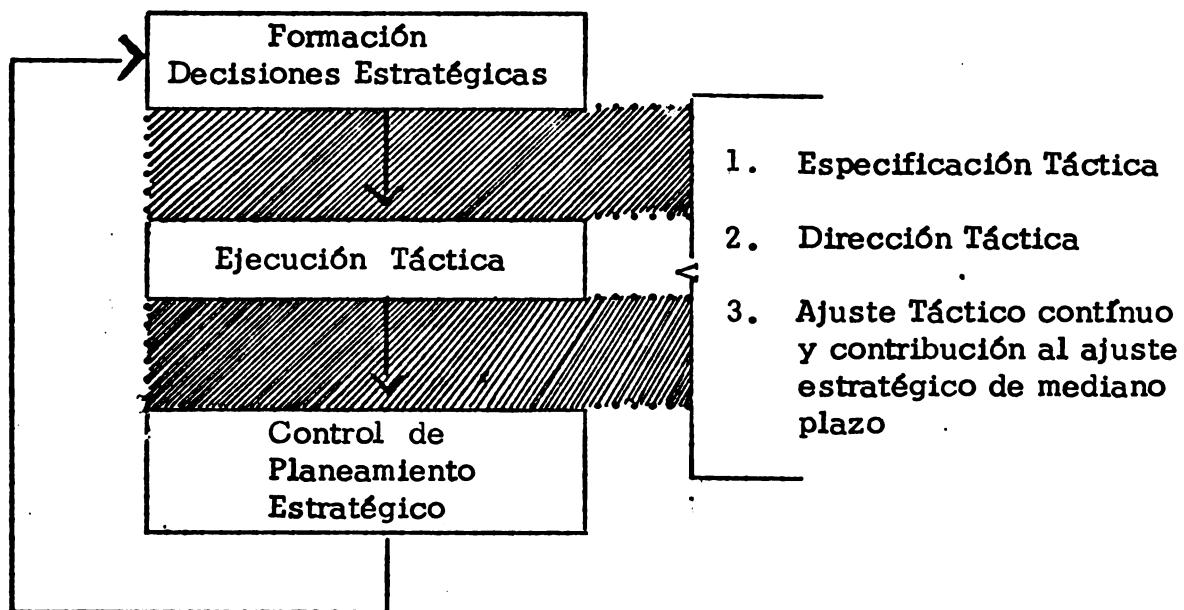 Formación
Decisiones Estratégicas
Ejecución Táctica
Control de
Planeamiento
Estratégico
1. Especificación Táctica
2. Dirección Táctica
3. Ajuste Táctico contínuo
y contribución al ajuste
estratégico de mediano
plazo